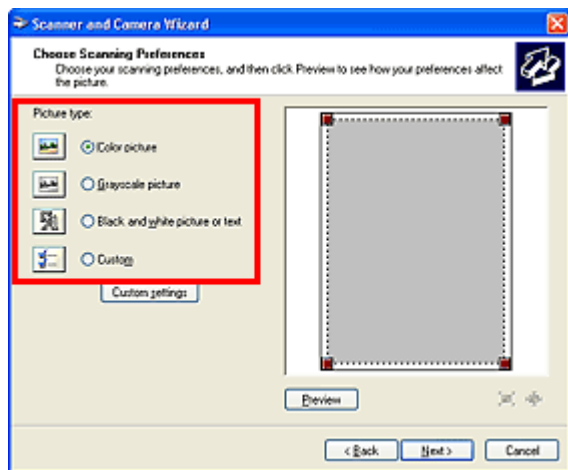 Scanner and Camera Wizard
Choose Scanning Preferences
Choose your scanning preferences, and then click Preview to see how your preferences affect
the picture.
Picture type:
Color picture
Grayscale picture
Black and white picture or text
Custom
Custom settings
Preview
< Back
Next >
Cancel